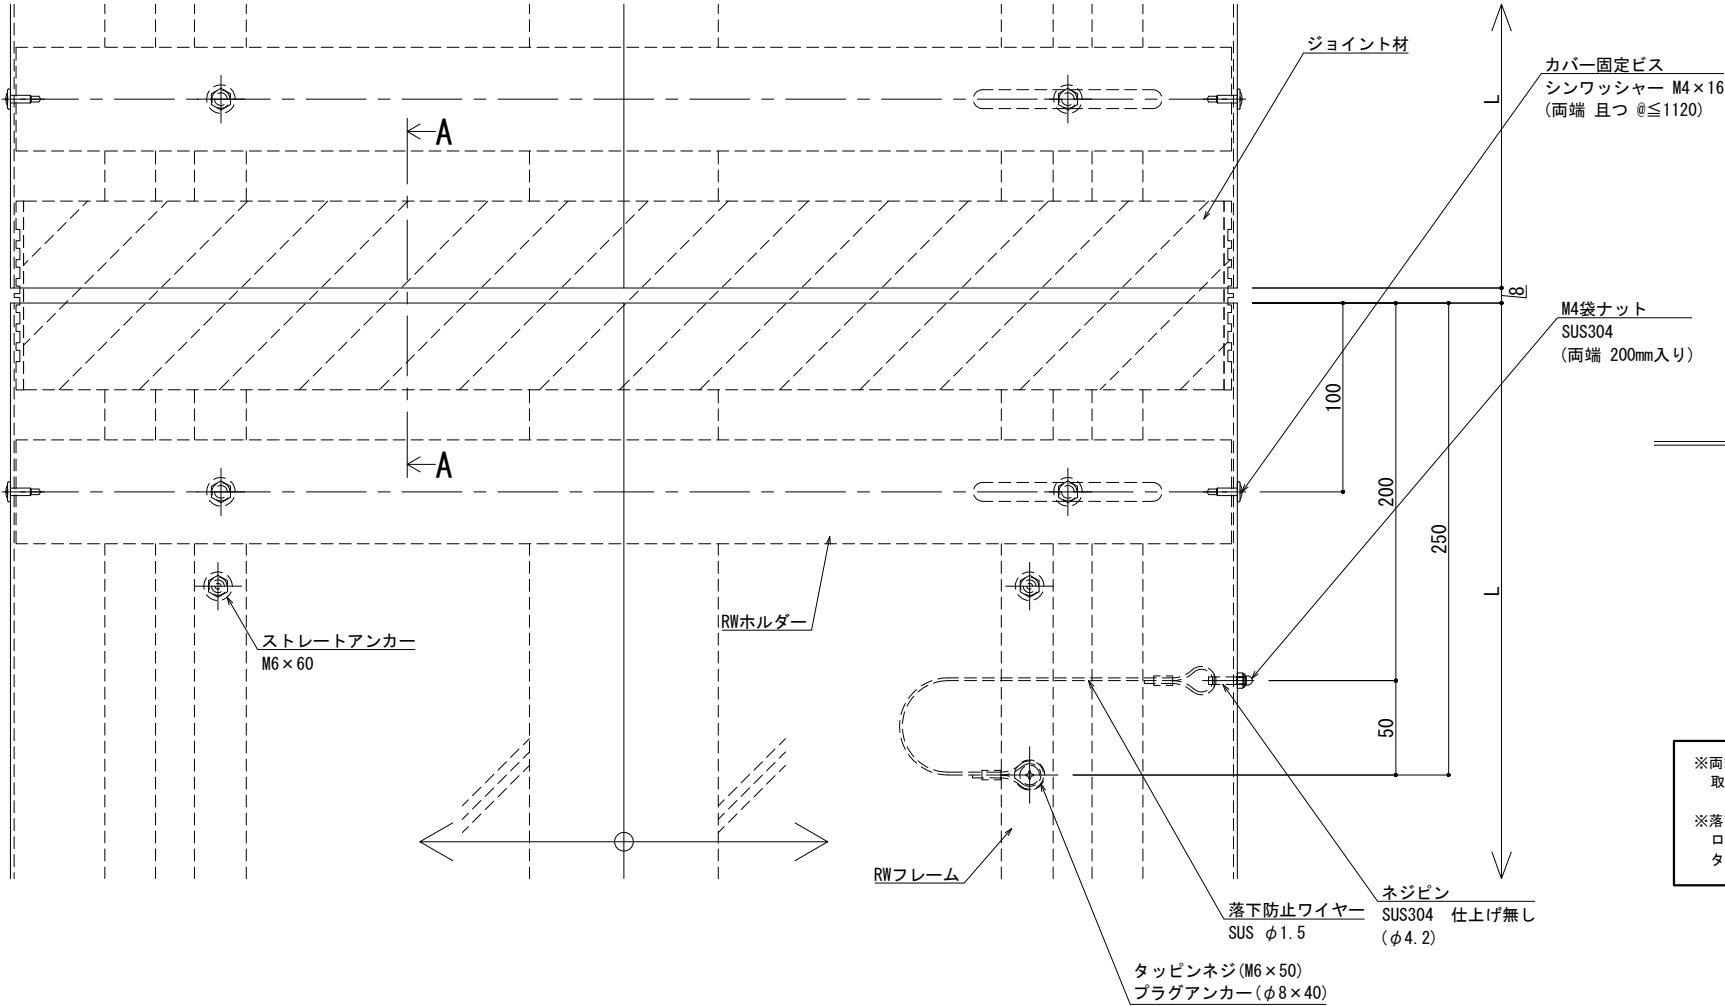 ジョイント材
カバー固定ビス
シンワッシャー M4×16
(両端 且つ @≦1120)
L
A
8
M4袋ナット
SUS304
(両端 200mm入り)
100
200
250
A
L
RWホルダー
ストレートアンカー
M6×60
50
RWフレーム
落下防止ワイヤー
SUS φ1.5
ネジピン
SUS304 仕上げ無し
(φ4.2)
タッピンネジ(M6×50)
プラグアンカー(φ8×40)
※両
取
※落
ロ
タ